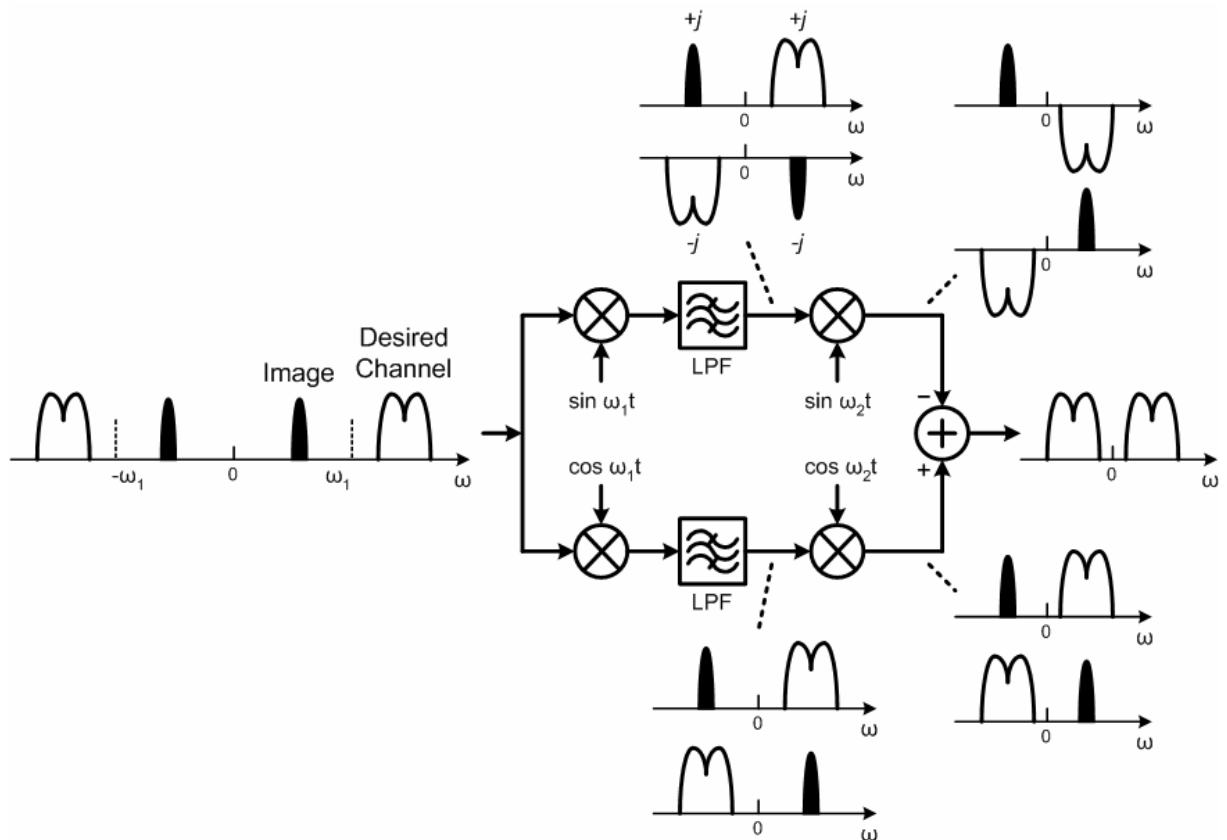 +j +j
0 ω
0 ω
-j -j
0 ω
0 ω
Desired
Channel
Image
-ω₁ 0 ω₁ ω
LPF
sin ω₁t
sin ω₂t
cos ω₁t
cos ω₂t
LPF
−
+
+
0 ω
0 ω
0 ω
0 ω
0 ω